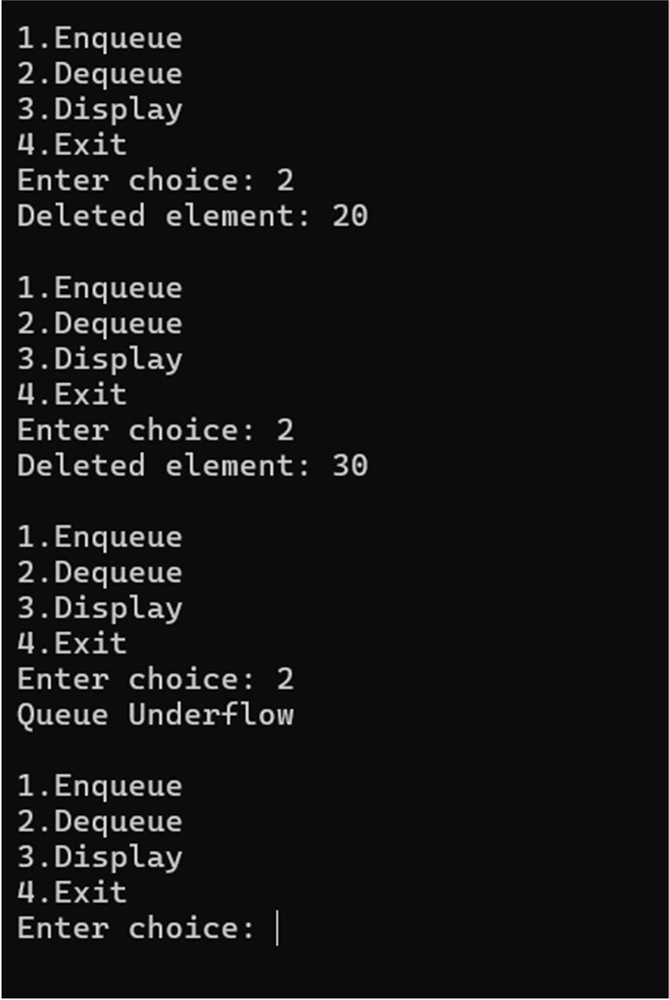 1.Enqueue
2.Dequeue
3.Display
4.Exit
Enter choice: 2
Deleted element: 20
1.Enqueue
2.Dequeue
3.Display
4.Exit
Enter choice: 2
Deleted element: 30
1.Enqueue
2.Dequeue
3.Display
4.Exit
Enter choice: 2
Queue Underflow
1.Enqueue
2.Dequeue
3.Display
4.Exit
Enter choice: